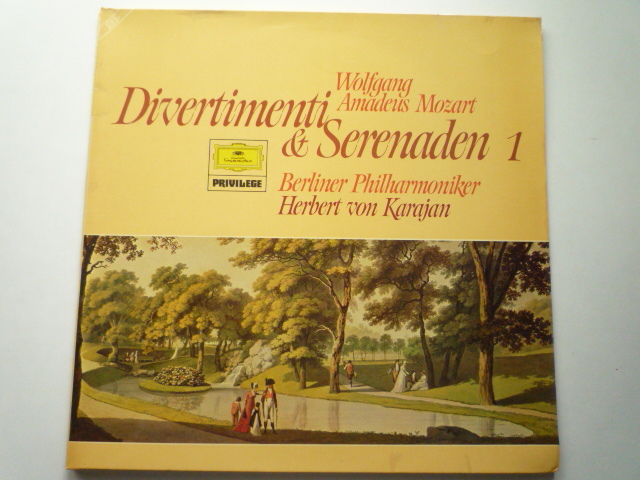 Wolfgang
Amadeus Mozart
Divertimenti
& Serenaden 1
PRIVILEGE
Berliner Philharmoniker
Herbert von Karajan